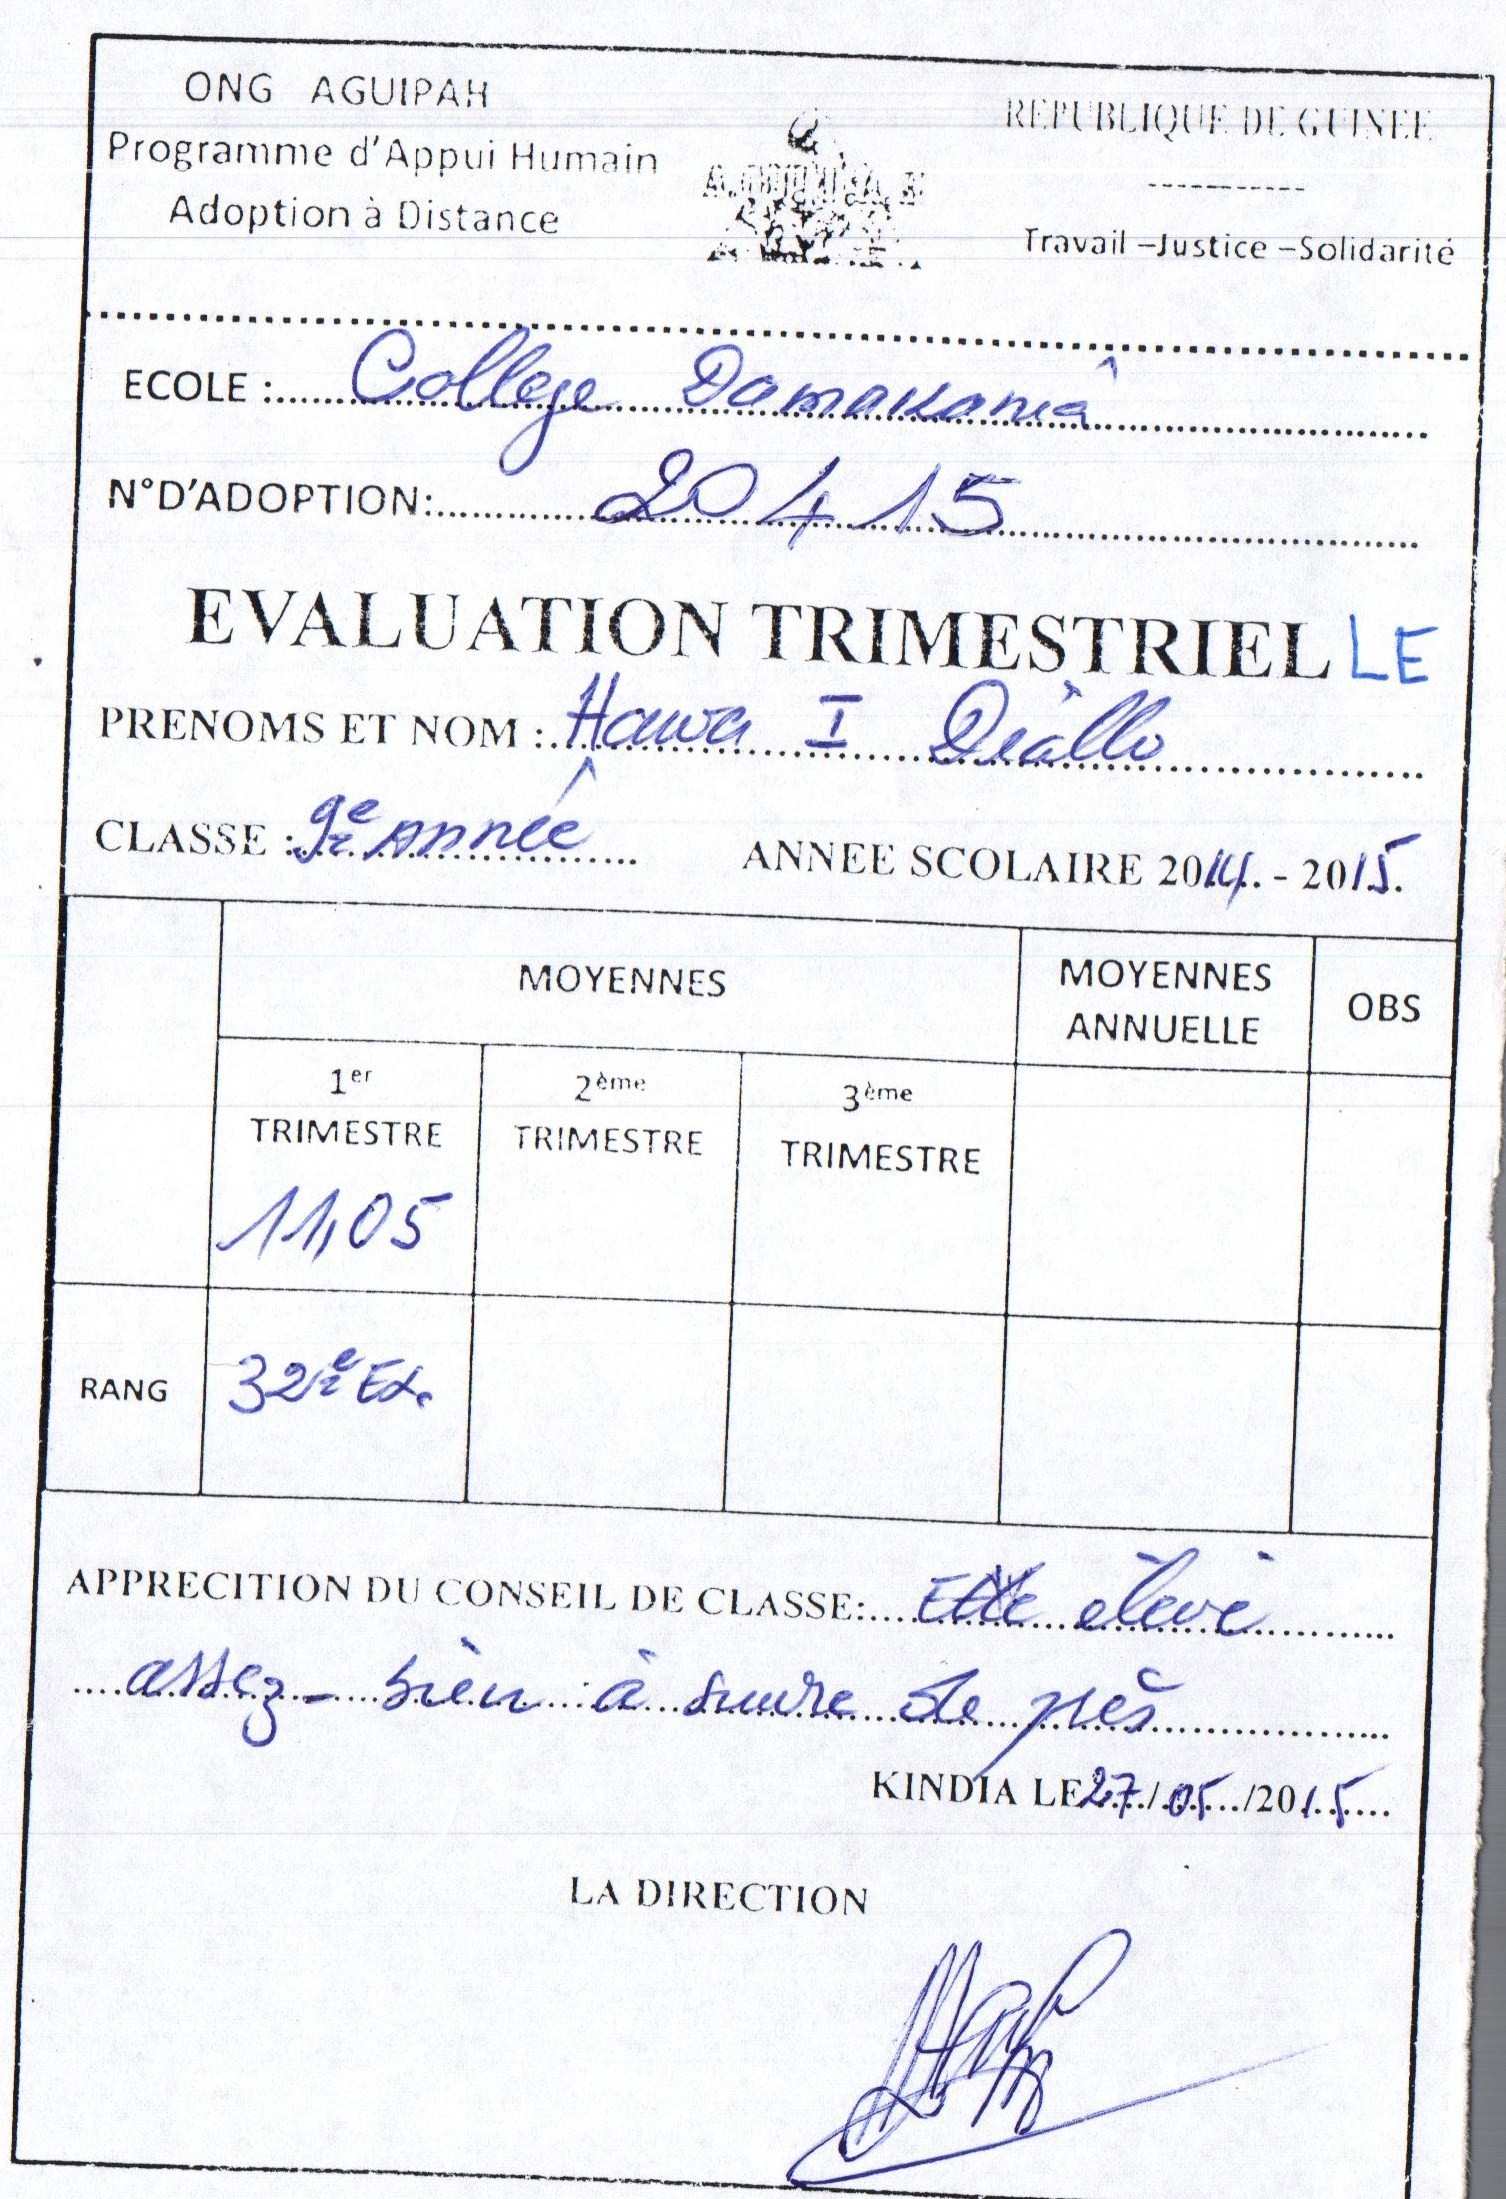 ONG AGUIPAH
Programme d'Appui Humain
Adoption à Distance
REPUBLIQUE DE GUINEE
-----------
Travail –Justice –Solidarité
ECOLE : College Damakania
N°D'ADOPTION: 20415
EVALUATION TRIMESTRIELLE
PRENOMS ET NOM : Hawa I Diallo
CLASSE : 9e Année ANNEE SCOLAIRE 2014 - 2015
MOYENNES
MOYENNES
ANNUELLE
OBS
1er
TRIMESTRE
2ème
TRIMESTRE
3ème
TRIMESTRE
11,05
RANG
32e Ex.
APPRECITION DU CONSEIL DE CLASSE: élève
assez-bien à suivre de près
KINDIA LE 27/05/2015
LA DIRECTION